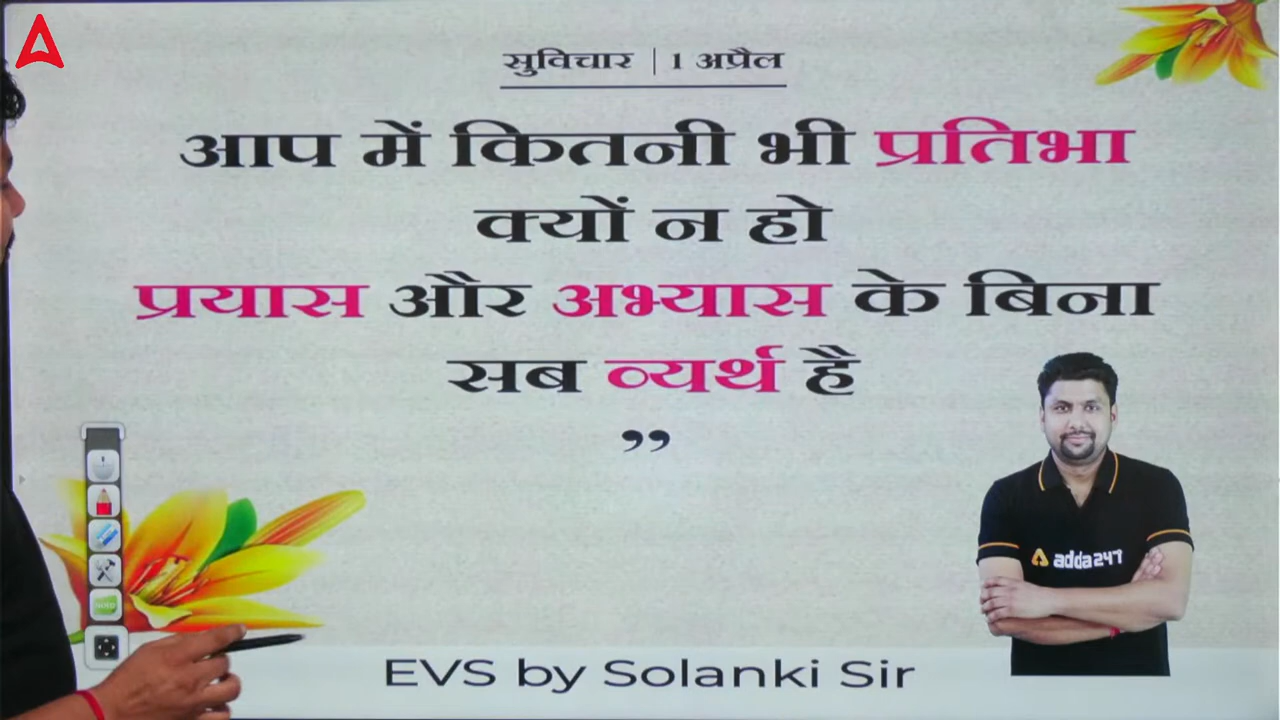 सुविचार | 1 अप्रैल
आप में कितनी भी प्रतिभा
क्यों न हो
प्रयास और अभ्यास के बिना
सब व्यर्थ है
”
adda247
EVS by Solanki Sir